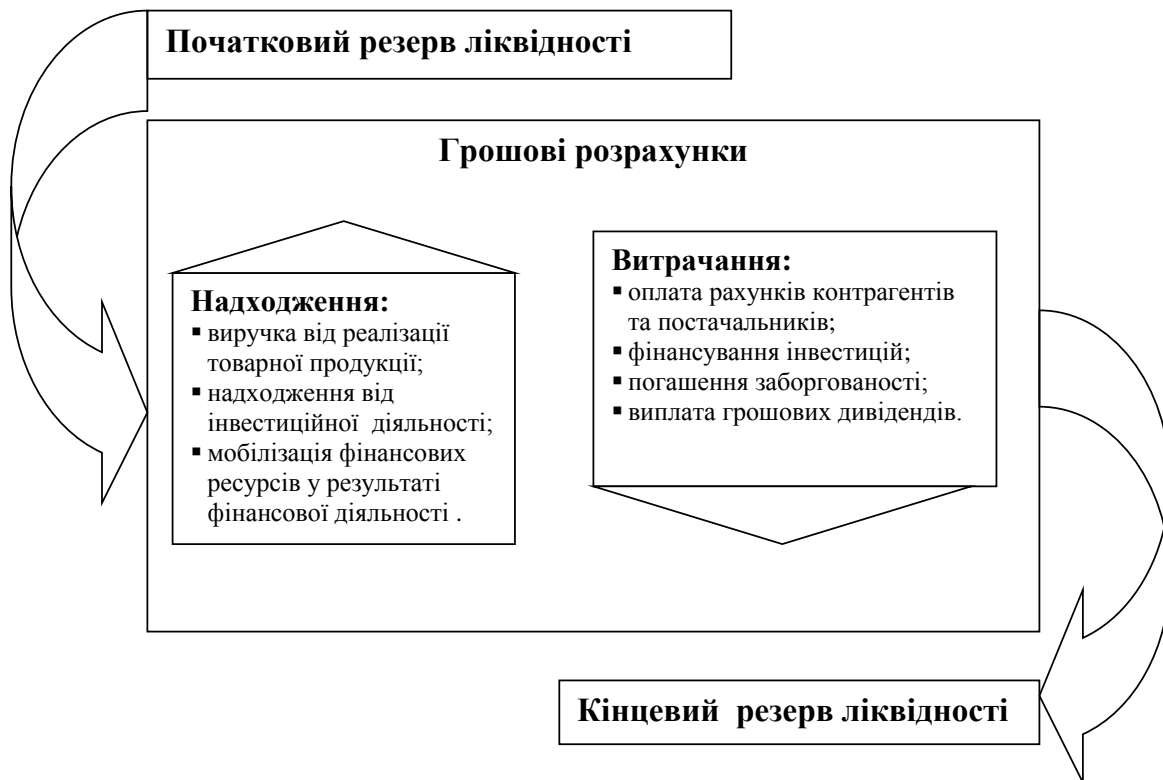 Початковий резерв ліквідності
Грошові розрахунки
Надходження:
▪ виручка від реалізації
товарної продукції;
▪ надходження від
інвестиційної діяльності;
▪ мобілізація фінансових
ресурсів у результаті
фінансової діяльності .
Витрачання:
▪ оплата рахунків контрагентів
та постачальників;
▪ фінансування інвестицій;
▪ погашення заборгованості;
▪ виплата грошових дивідендів.
Кінцевий резерв ліквідності